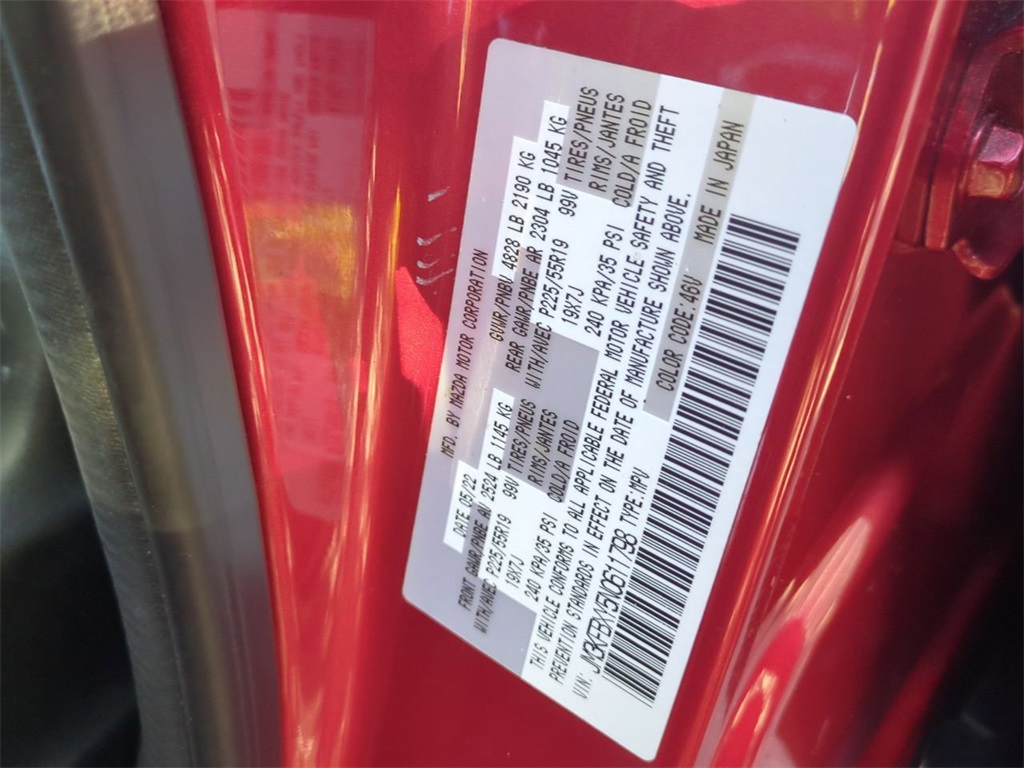 MFD. BY MAZDA MOTOR CORPORATION
DATE 05/22 GVWR/PNBV 4828 LB 2190 KG
FRONT GAWR/PNBE AV 2524 LB 1145 KG REAR GAWR/PNBE AR 2304 LB 1045 KG
WITH/AVEC P225/55R19 99V TIRES/PNEUS WITH/AVEC P225/55R19 99V TIRES/PNEUS
19X7J RIMS/JANTES 19X7J RIMS/JANTES
240 KPA/35 PSI COLD/A FROID 240 KPA/35 PSI COLD/A FROID
THIS VEHICLE CONFORMS TO ALL APPLICABLE FEDERAL MOTOR VEHICLE SAFETY AND THEFT
PREVENTION STANDARDS IN EFFECT ON THE DATE OF MANUFACTURE SHOWN ABOVE.
VIN: JM3KFBXY5N0611798 TYPE:MPV COLOR CODE:46V MADE IN JAPAN